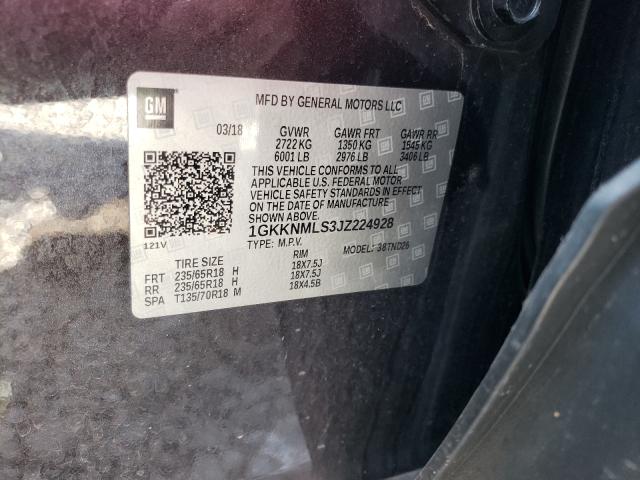 GM
MFD BY GENERAL MOTORS LLC
03/18 GVWR GAWR FRT GAWR RR
2722 KG 1350 KG 1545 KG
6001 LB 2976 LB 3406 LB
THIS VEHICLE CONFORMS TO ALL
APPLICABLE U.S. FEDERAL MOTOR
VEHICLE SAFETY STANDARDS IN EFFECT
ON THE DATE OF MANUFACTURE
SHOWN ABOVE.
1GKKNMLS3JZ224928
121V TYPE: M.P.V. 38TND26
TIRE SIZE RIM
FRT 235/65R18 H 18X7.5J
RR 235/65R18 H 18X7.5J
SPA T135/70R18 M 18X4.5B